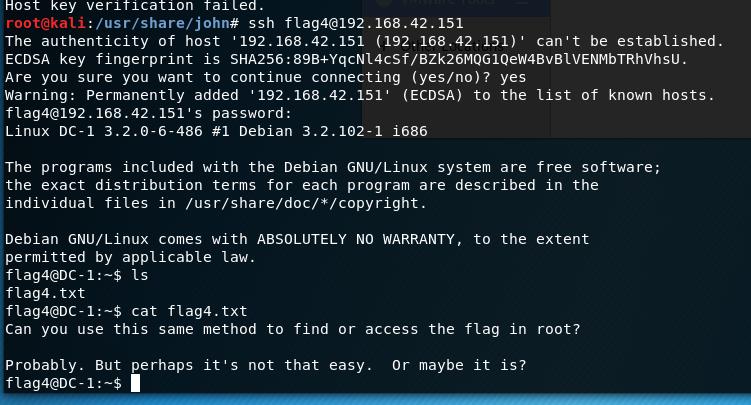 Host key verification failed.
root@kali:/usr/share/john# ssh flag4@192.168.42.151
The authenticity of host '192.168.42.151 (192.168.42.151)' can't be established.
ECDSA key fingerprint is SHA256:89B+YqcNl4cSf/BZk26MQG1QeW4BvBlVENMbTRhVhsU.
Are you sure you want to continue connecting (yes/no)? yes
Warning: Permanently added '192.168.42.151' (ECDSA) to the list of known hosts.
flag4@192.168.42.151's password:
Linux DC-1 3.2.0-6-486 #1 Debian 3.2.102-1 i686
The programs included with the Debian GNU/Linux system are free software;
the exact distribution terms for each program are described in the
individual files in /usr/share/doc/*/copyright.
Debian GNU/Linux comes with ABSOLUTELY NO WARRANTY, to the extent
permitted by applicable law.
flag4@DC-1:~$ ls
flag4.txt
flag4@DC-1:~$ cat flag4.txt
Can you use this same method to find or access the flag in root?
Probably. But perhaps it's not that easy.  Or maybe it is?
flag4@DC-1:~$